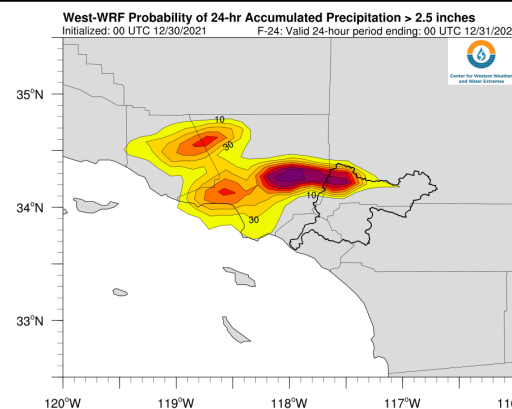 West-WRF Probability of 24-hr Accumulated Precipitation > 2.5 inches
Initialized: 00 UTC 12/30/2021 F-24: Valid 24-hour period ending: 00 UTC 12/31/202
Center for Western Weather
and Water Extremes
35°N
10
30
10
34°N
30
33°N
120°W 119°W 118°W 117°W 116